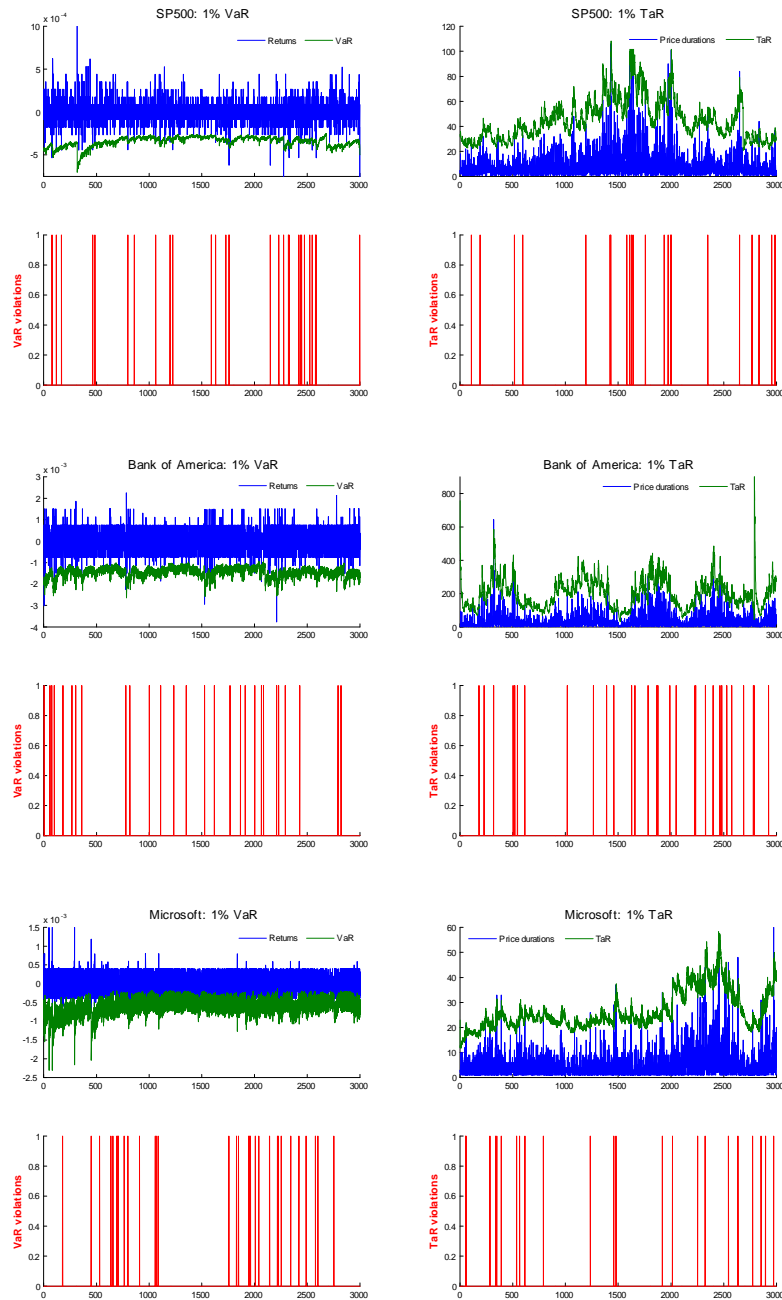 SP500: 1% VaR
x 10⁻⁴
10
5
0
-5
Returns
VaR
0 500 1000 1500 2000 2500 3000
SP500: 1% TaR
120
100
80
60
40
20
0
Price durations
TaR
0 500 1000 1500 2000 2500 3000
VaR violations
1
0.8
0.6
0.4
0.2
0
0 500 1000 1500 2000 2500 3000
TaR violations
1
0.8
0.6
0.4
0.2
0
0 500 1000 1500 2000 2500 3000
Bank of America: 1% VaR
x 10⁻³
3
2
1
0
-1
-2
-3
-4
Returns
VaR
0 500 1000 1500 2000 2500 3000
Bank of America: 1% TaR
800
600
400
200
0
Price durations
TaR
0 500 1000 1500 2000 2500 3000
VaR violations
1
0.8
0.6
0.4
0.2
0
0 500 1000 1500 2000 2500 3000
TaR violations
1
0.8
0.6
0.4
0.2
0
0 500 1000 1500 2000 2500 3000
Microsoft: 1% VaR
x 10⁻³
1.5
1
0.5
0
-0.5
-1
-1.5
-2
-2.5
Returns
VaR
0 500 1000 1500 2000 2500 3000
Microsoft: 1% TaR
60
50
40
30
20
10
0
Price durations
TaR
0 500 1000 1500 2000 2500 3000
VaR violations
1
0.8
0.6
0.4
0.2
0
0 500 1000 1500 2000 2500 3000
TaR violations
1
0.8
0.6
0.4
0.2
0
0 500 1000 1500 2000 2500 3000